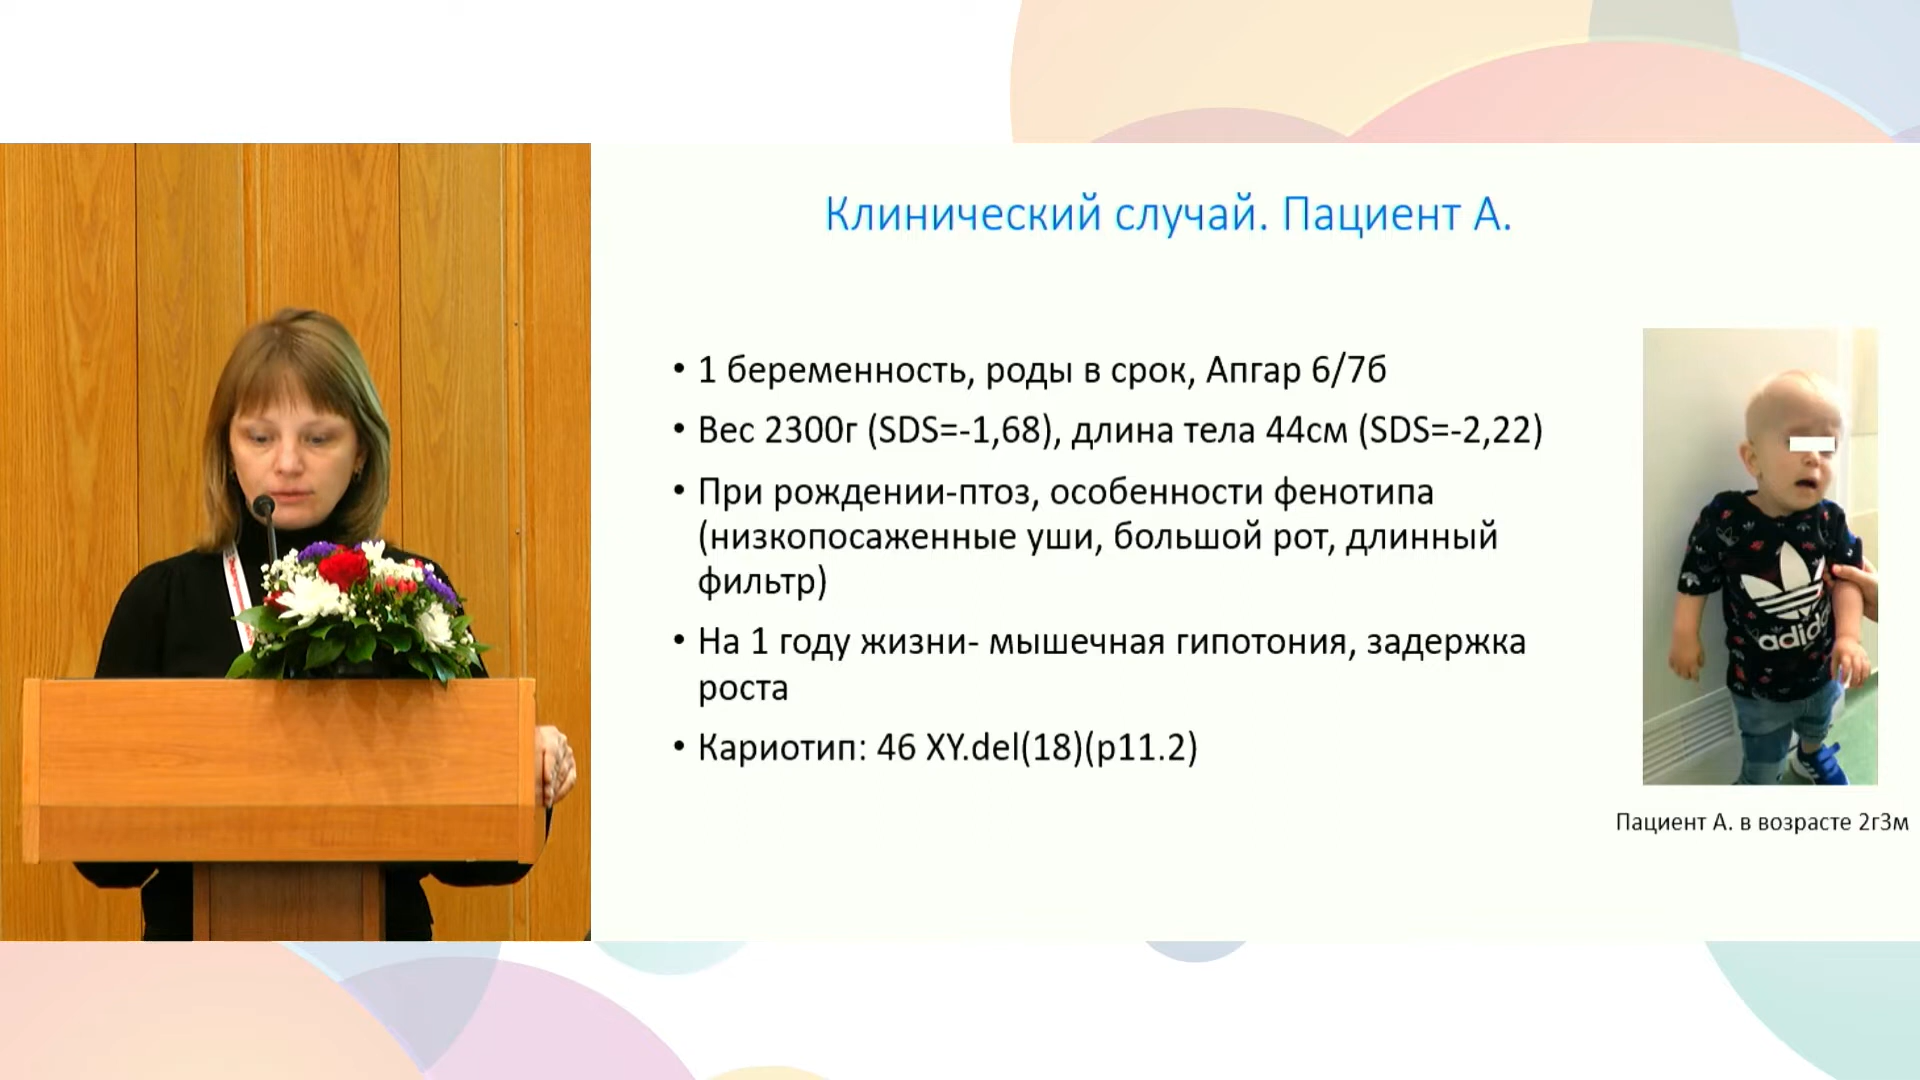 Клинический случай. Пациент А.
• 1 беременность, роды в срок, Апгар 6/7б
• Вес 2300г (SDS=-1,68), длина тела 44см (SDS=-2,22)
• При рождении-птоз, особенности фенотипа
(низкопосаженные уши, большой рот, длинный
фильтр)
• На 1 году жизни- мышечная гипотония, задержка
роста
• Кариотип: 46 XY.del(18)(p11.2)
adidas
Пациент А. в возрасте 2г3м